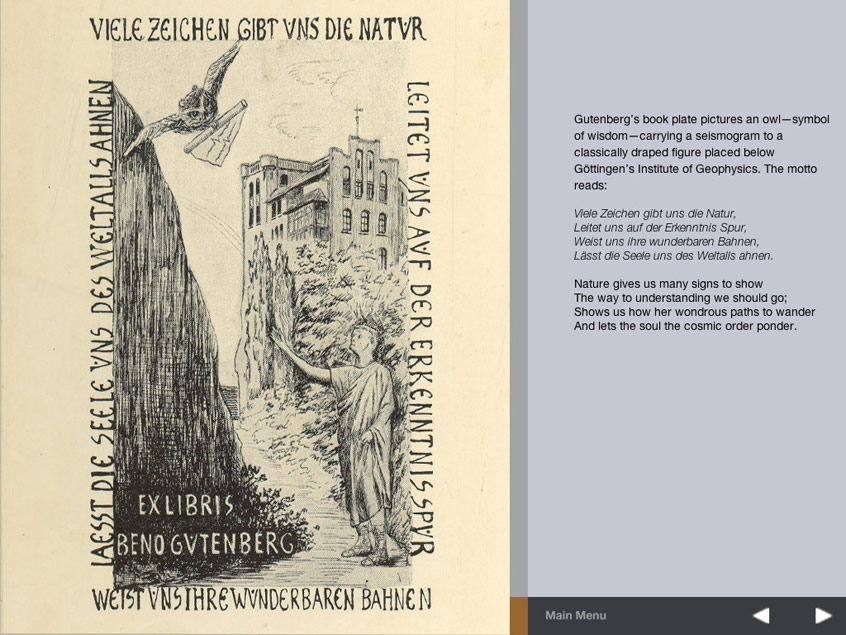 VIELE ZEICHEN GIBT VNS DIE NATVR
LEITET VNS AVF DER ERKENNTNIS SPVR
WEIST VNS IHRE WVNDERBAREN BAHNEN
LAESST DIE SEELE VNS DES WELTALLS AHNEN
EX LIBRIS
BENO GVTENBERG
Gutenberg's book plate pictures an owl—symbol
of wisdom—carrying a seismogram to a
classically draped figure placed below
Göttingen's Institute of Geophysics. The motto
reads:
Viele Zeichen gibt uns die Natur,
Leitet uns auf der Erkenntnis Spur,
Weist uns ihre wunderbaren Bahnen,
Lässt die Seele uns des Weltalls ahnen.
Nature gives us many signs to show
The way to understanding we should go;
Shows us how her wondrous paths to wander
And lets the soul the cosmic order ponder.
Main Menu